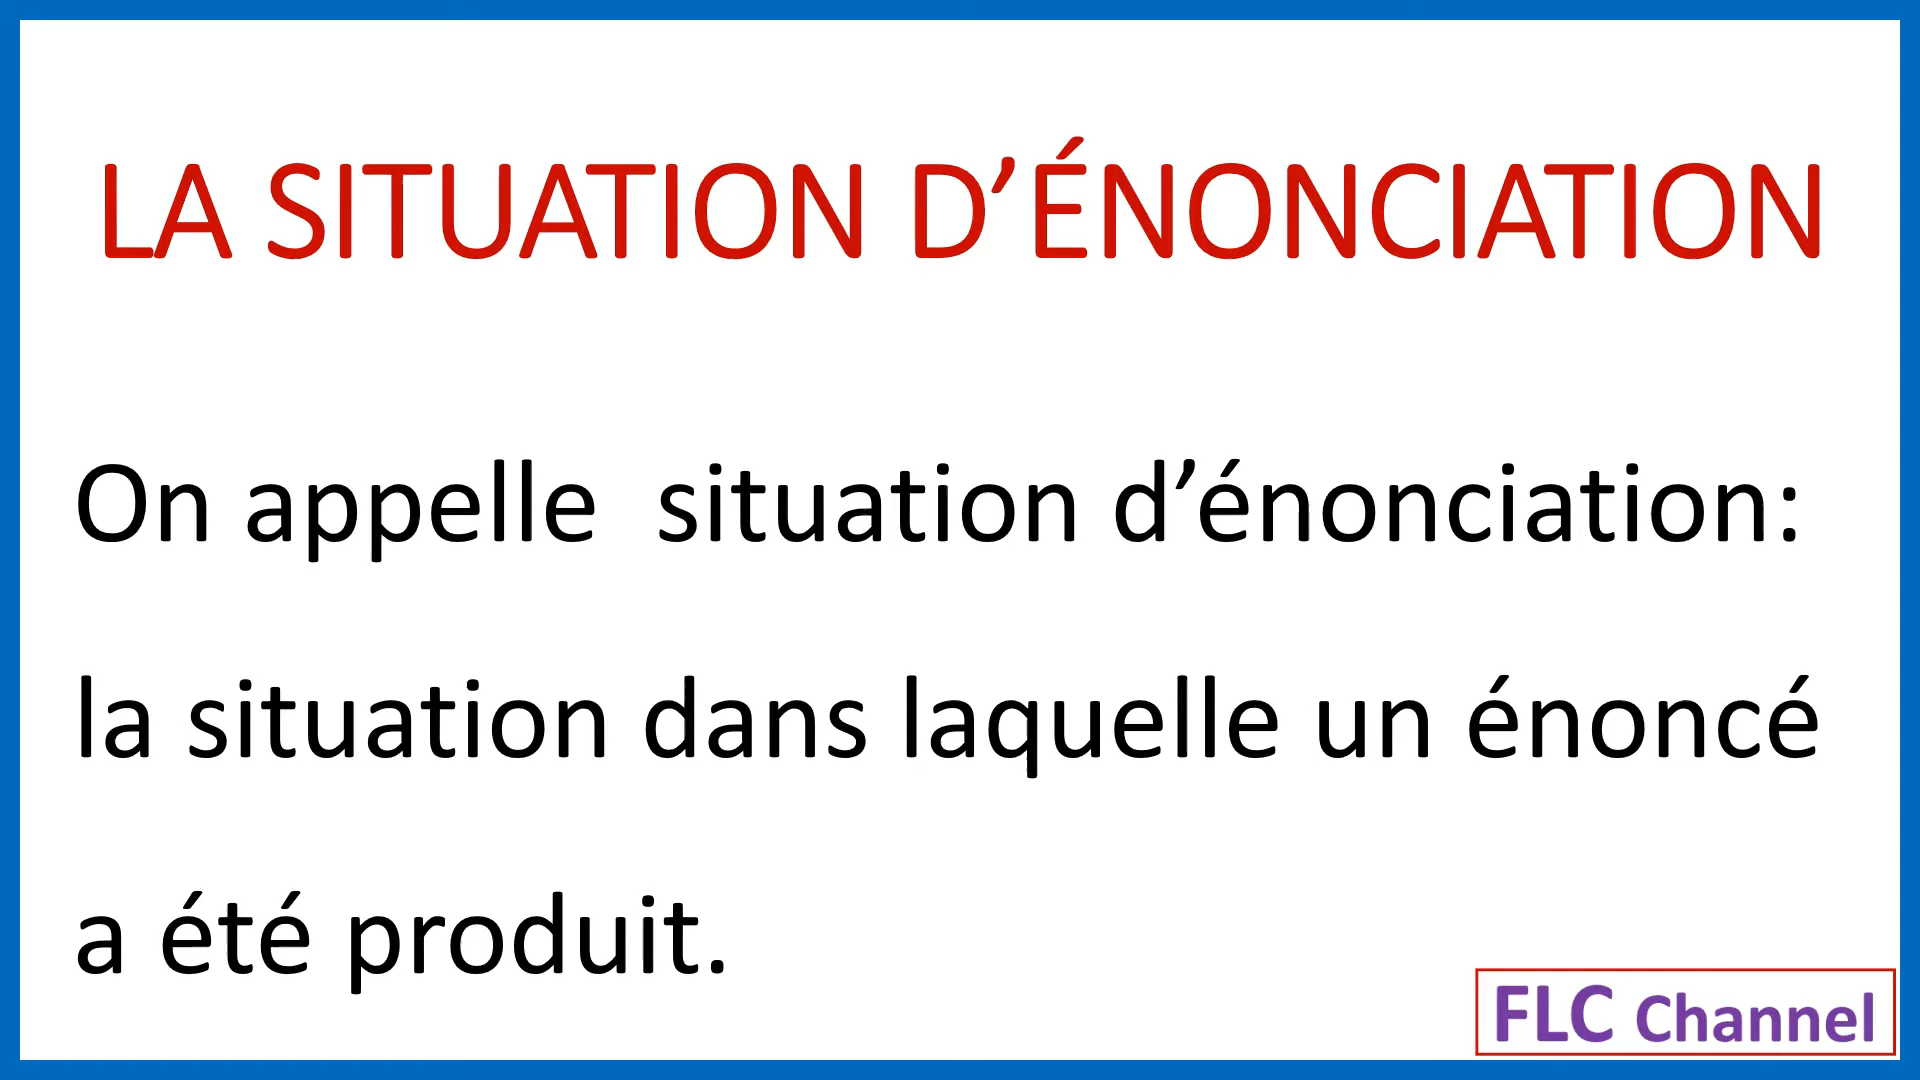 LA SITUATION D’ÉNONCIATION
On appelle situation d’énonciation:
la situation dans laquelle un énoncé
a été produit.
FLC Channel